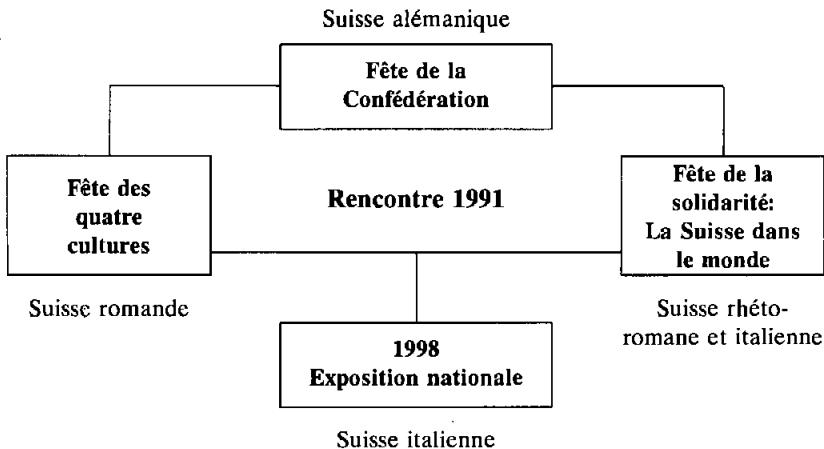 Suisse alémanique
Fête de la
Confédération
Fête des
quatre
cultures
Rencontre 1991
Fête de la
solidarité:
La Suisse dans
le monde
Suisse romande
Suisse rhéto-
romane et italienne
1998
Exposition nationale
Suisse italienne